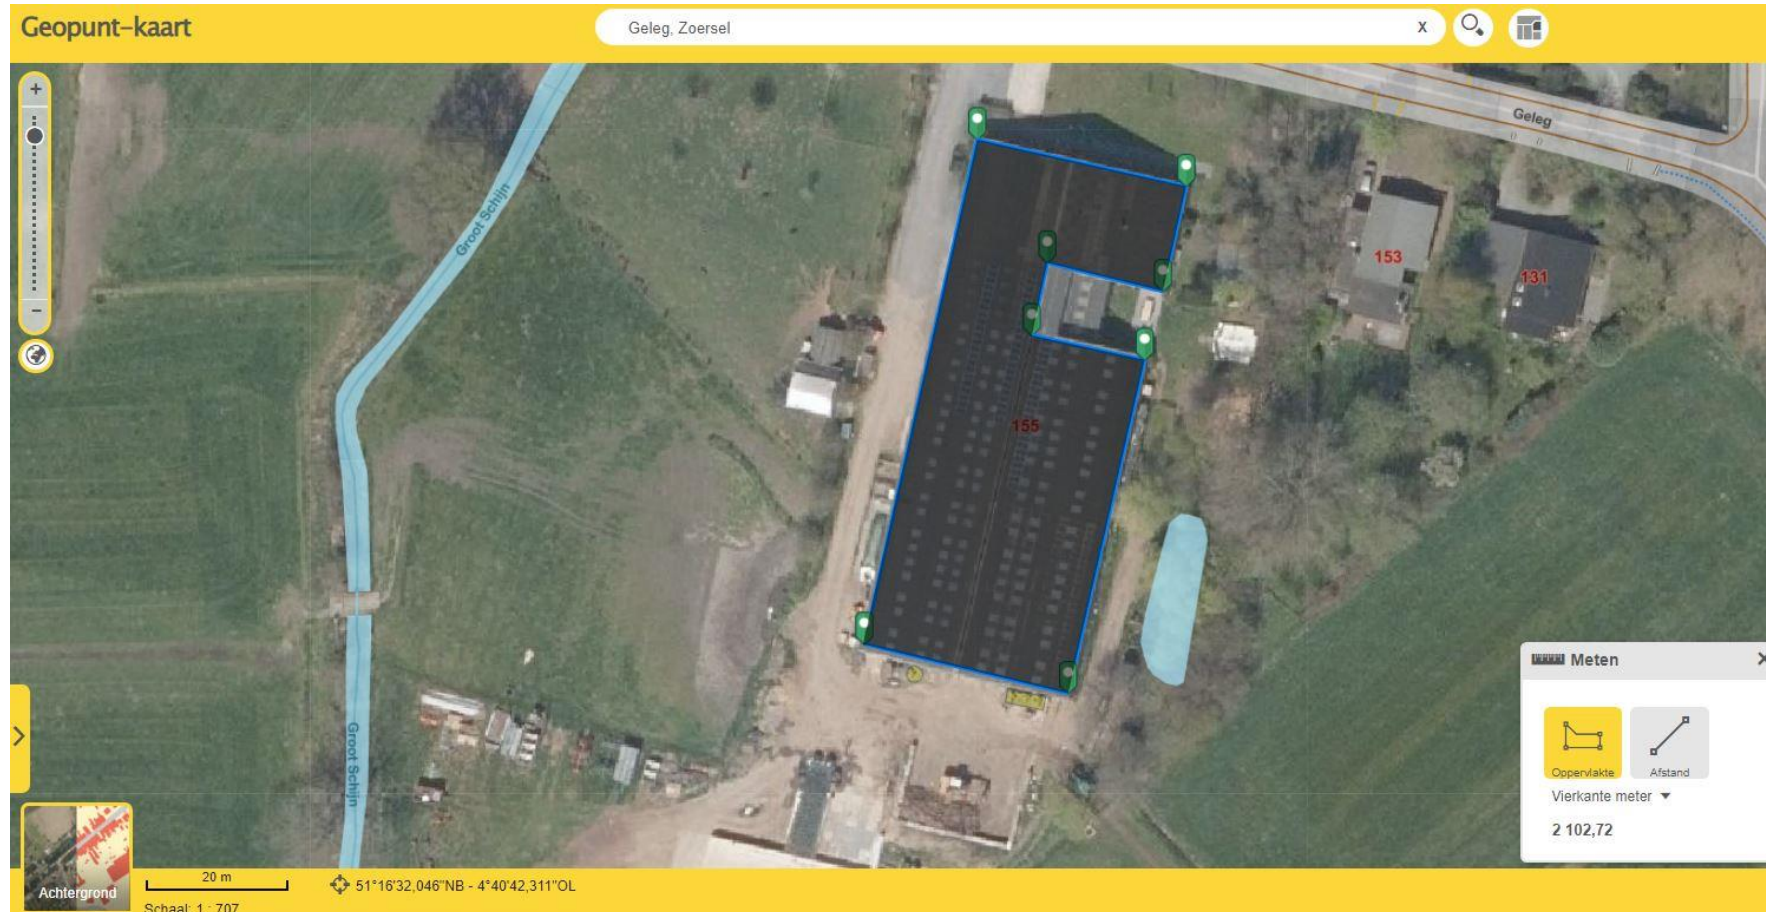 Geopunt-kaart
Geleg, Zoersel
X
+
−
Geleg
Groot Schijn
153
131
155
Groot Schijn
Meten
Oppervlakte
Afstand
Vierkante meter
2 102,72
Achtergrond
20 m
51°16'32,046"NB - 4°40'42,311"OL
Schaal: 1 : 707